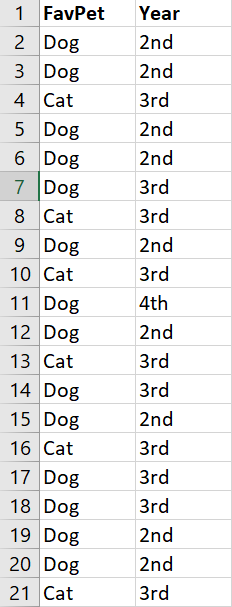 1 FavPet Year
2 Dog 2nd
3 Dog 2nd
4 Cat 3rd
5 Dog 2nd
6 Dog 2nd
7 Dog 3rd
8 Cat 3rd
9 Dog 2nd
10 Cat 3rd
11 Dog 4th
12 Dog 2nd
13 Cat 3rd
14 Dog 3rd
15 Dog 2nd
16 Cat 3rd
17 Dog 3rd
18 Dog 3rd
19 Dog 2nd
20 Dog 2nd
21 Cat 3rd